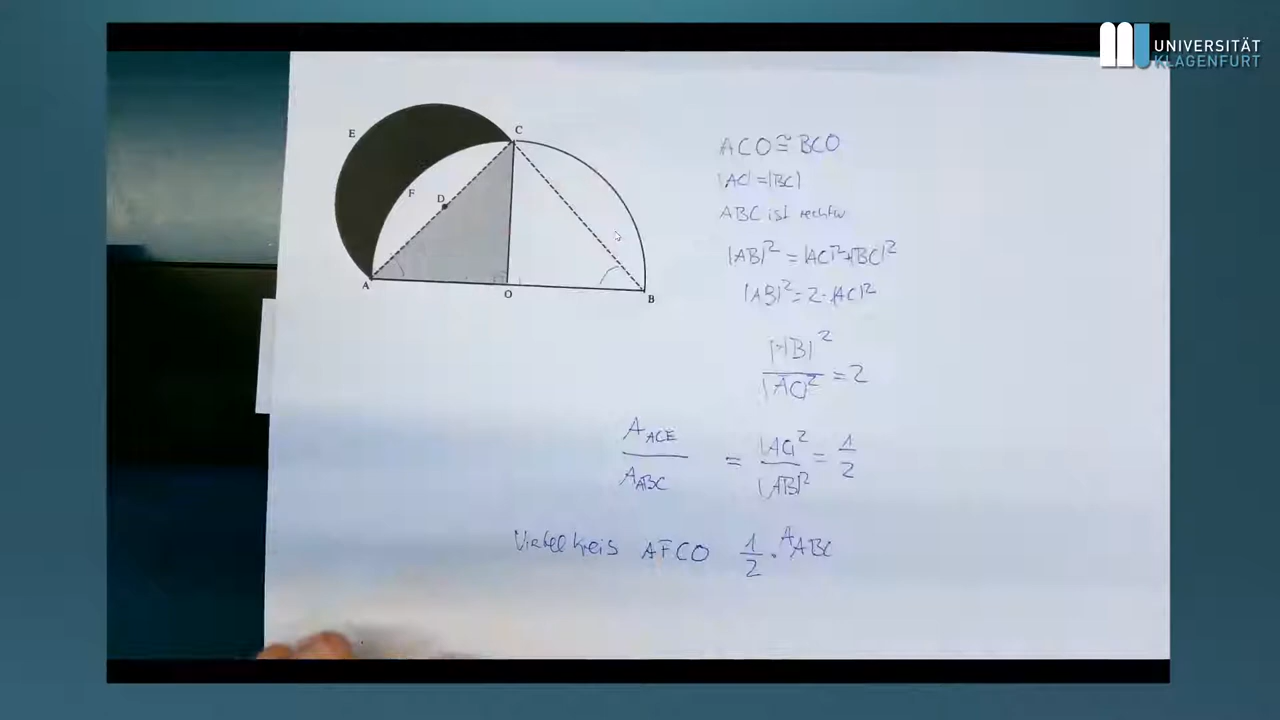 UNIVERSITÄT
KLAGENFURT
E
C
F
D
A
O
B
ACO ≅ BCO
|AC|=|BC|
ABC ist rechtw
|AB|² = |AC|²+|BC|²
|AB|² = 2·|AC|²
|AB|²
/ |AC|² = 2
A_ACE / A_ABC = |AC|² / |AB|² = 1/2
Viertelkreis AFCO 1/2 · A_ABC